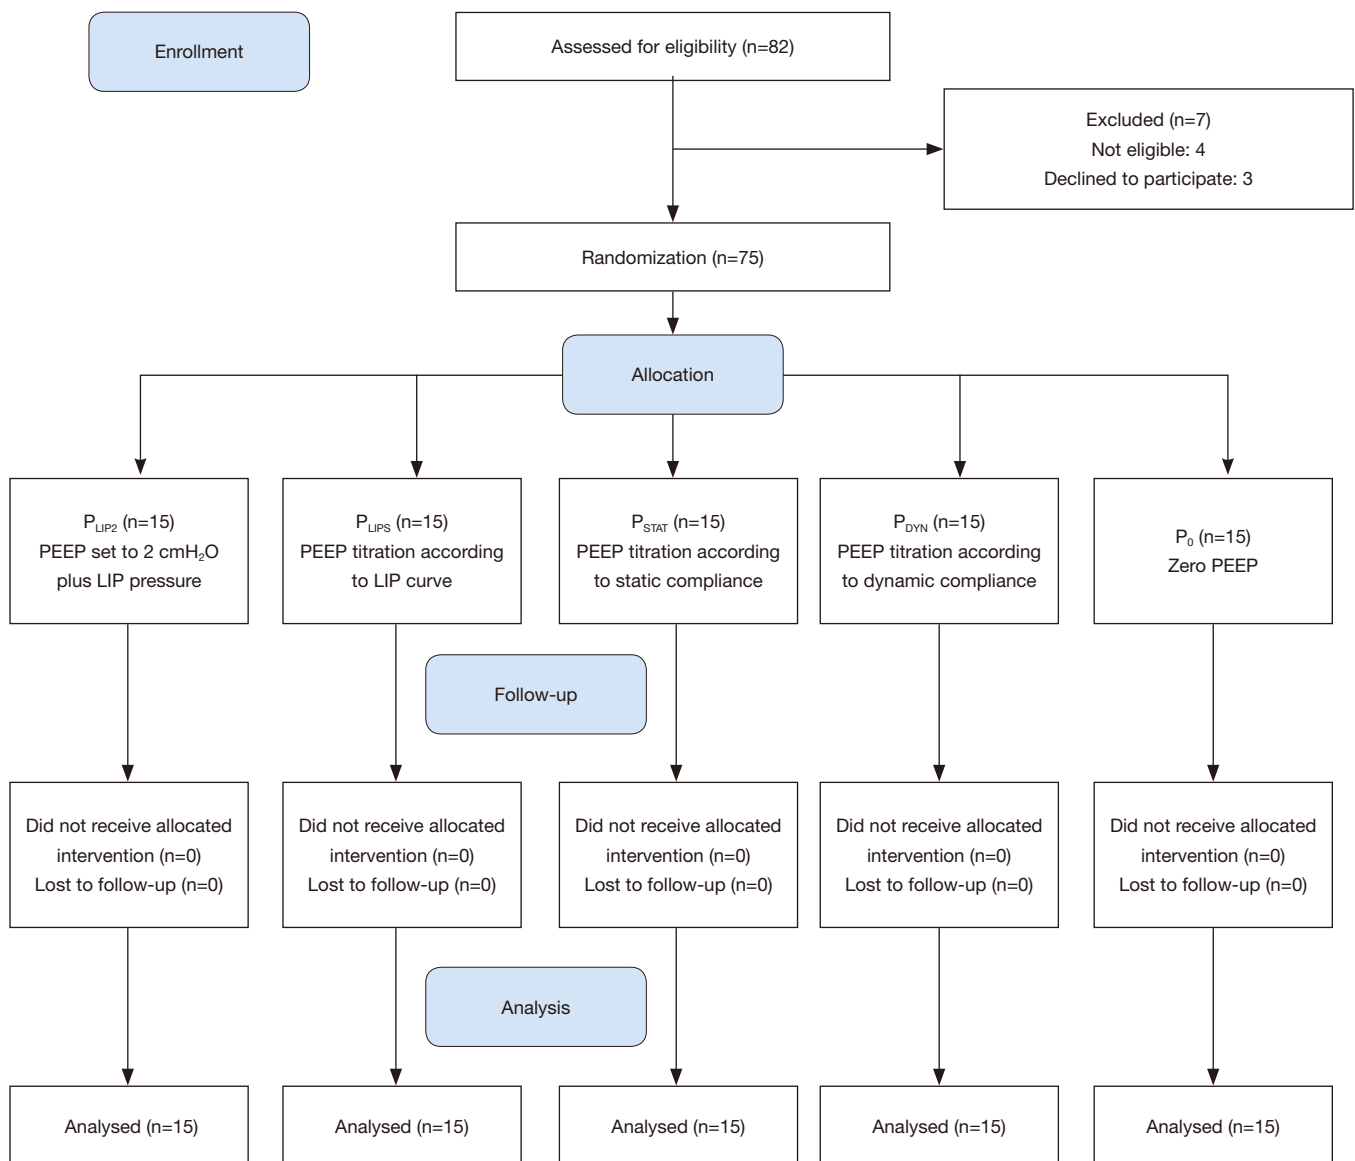 Enrollment
Assessed for eligibility (n=82)
Excluded (n=7)
Not eligible: 4
Declined to participate: 3
Randomization (n=75)
Allocation
P_LIP2 (n=15)
PEEP set to 2 cmH₂O
plus LIP pressure
P_LIPS (n=15)
PEEP titration according
to LIP curve
P_STAT (n=15)
PEEP titration according
to static compliance
P_DYN (n=15)
PEEP titration according
to dynamic compliance
P₀ (n=15)
Zero PEEP
Follow-up
Did not receive allocated
intervention (n=0)
Lost to follow-up (n=0)
Did not receive allocated
intervention (n=0)
Lost to follow-up (n=0)
Did not receive allocated
intervention (n=0)
Lost to follow-up (n=0)
Did not receive allocated
intervention (n=0)
Lost to follow-up (n=0)
Did not receive allocated
intervention (n=0)
Lost to follow-up (n=0)
Analysis
Analysed (n=15)
Analysed (n=15)
Analysed (n=15)
Analysed (n=15)
Analysed (n=15)